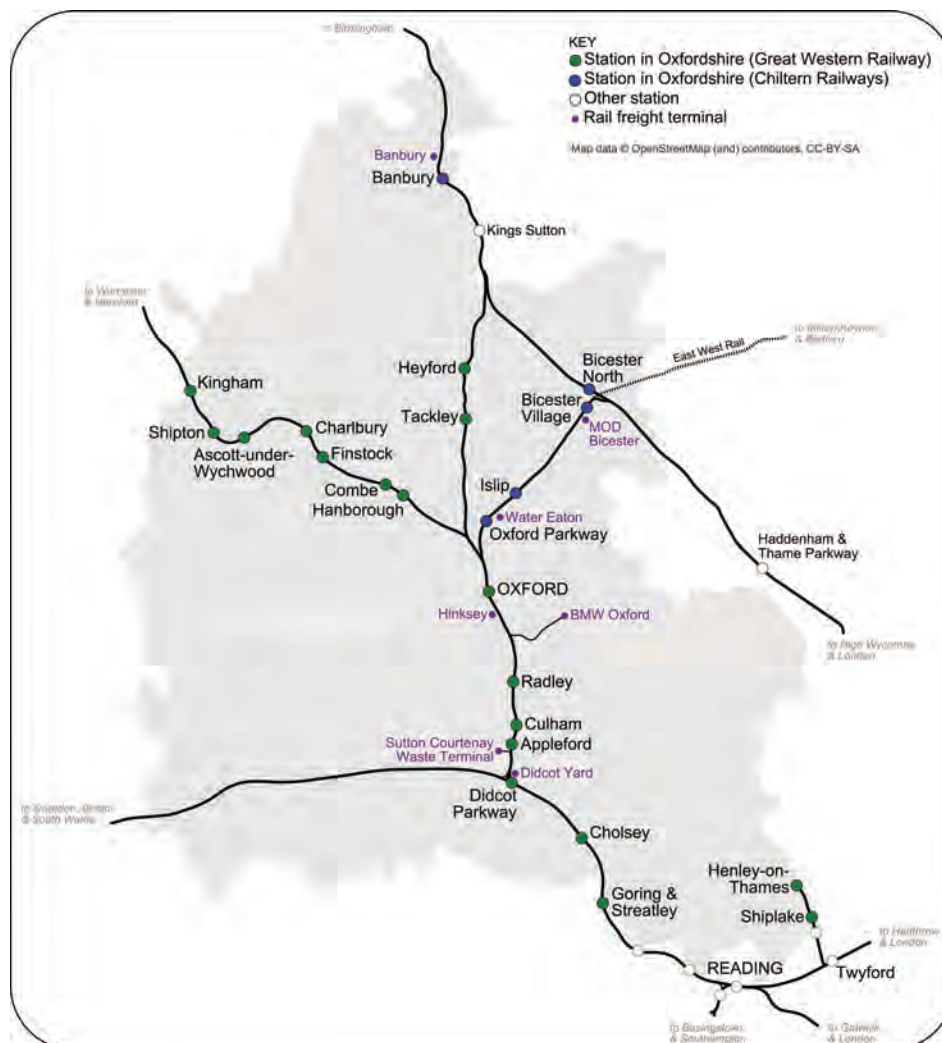 to Birmingham
KEY
Station in Oxfordshire (Great Western Railway)
Station in Oxfordshire (Chiltern Railways)
Other station
Rail freight terminal
Map data © OpenStreetMap (and) contributors, CC-BY-SA
Banbury
Banbury
Kings Sutton
to Worcester
& Hereford
to Milton Keynes
& Bedford
East West Rail
Bicester
North
Heyford
Kingham
Bicester
Village
Tackley
MOD
Bicester
Charlbury
Shipton
Ascott-under-
Wychwood
Finstock
Combe
Hanborough
Islip
Water Eaton
Oxford Parkway
Haddenham &
Thame Parkway
OXFORD
Hinksey
BMW Oxford
to High Wycombe
& London
Radley
Culham
Appleford
Sutton Courtenay
Waste Terminal
Didcot Yard
Didcot
Parkway
to Swindon, Bristol
& South Wales
Cholsey
Henley-on-
Thames
Goring &
Streatley
Shiplake
to Heathrow
& London
READING
Twyford
to Basingstoke
& Southampton
to Gatwick
& London